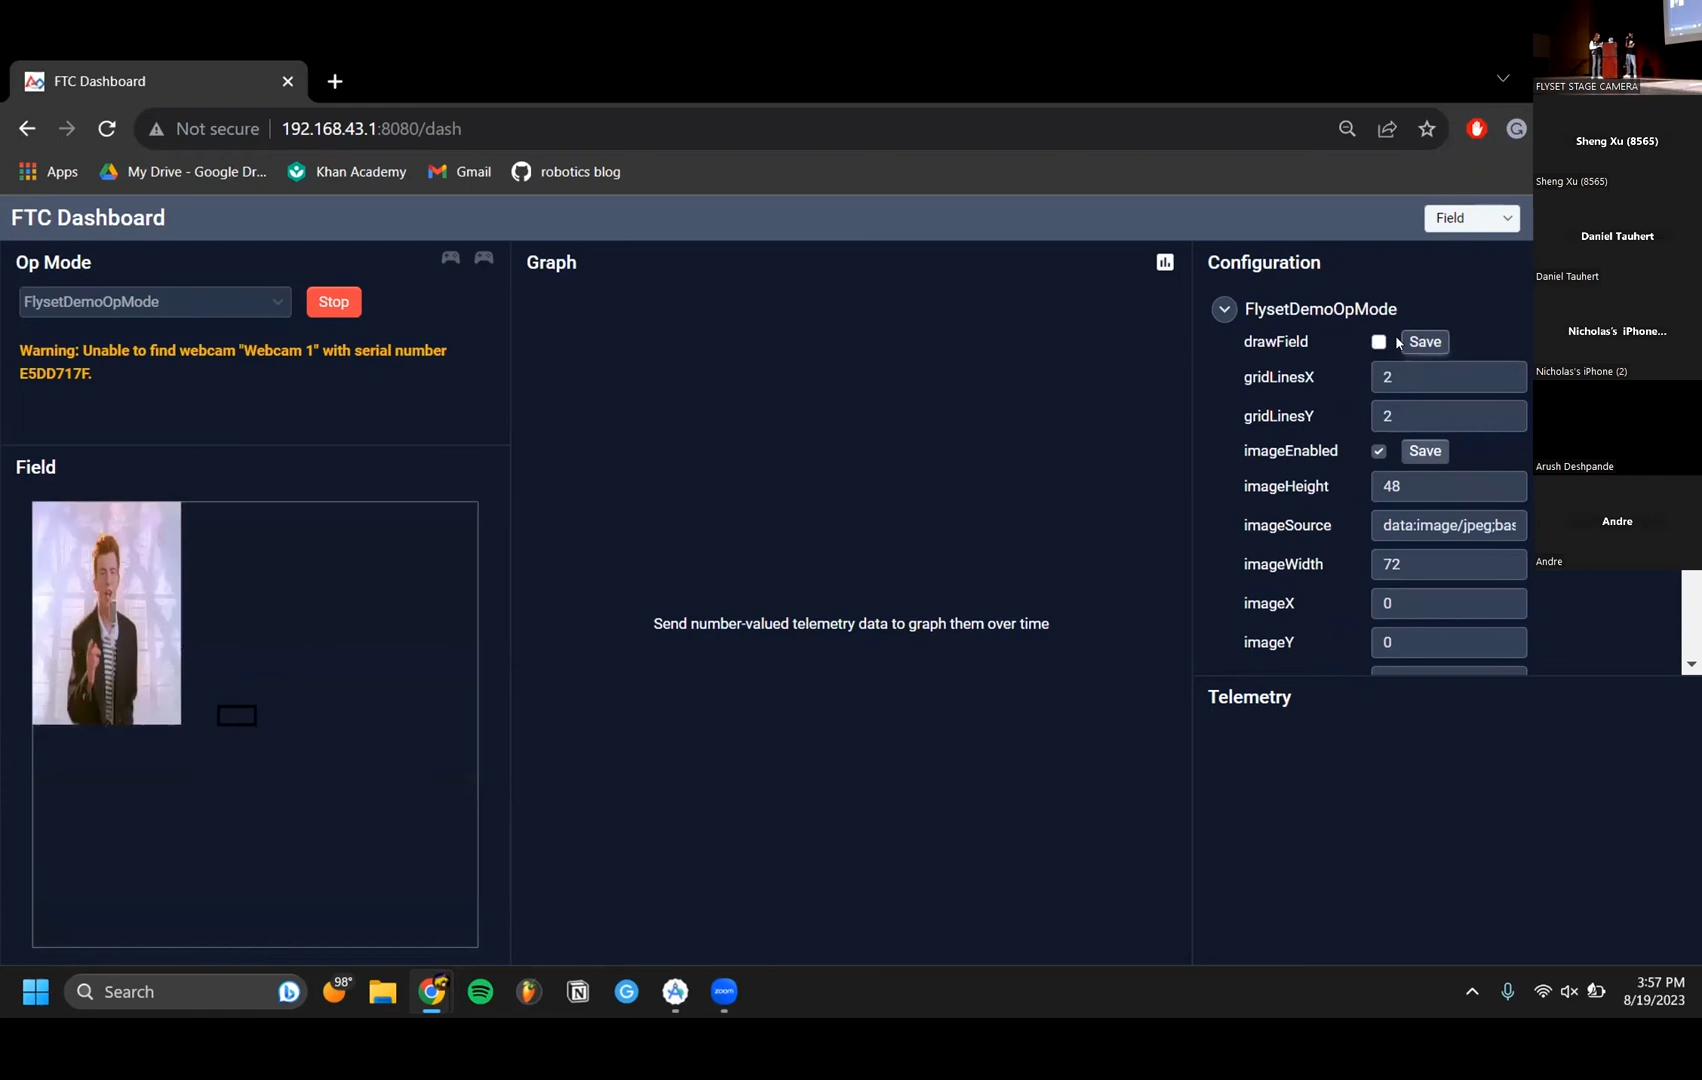 FTC Dashboard
Not secure
192.168.43.1:8080/dash
Apps
My Drive - Google Dr...
Khan Academy
Gmail
robotics blog
FTC Dashboard
Field
Op Mode
FlysetDemoOpMode
Stop
Warning: Unable to find webcam "Webcam 1" with serial number
E5DD717F.
Field
Graph
Send number-valued telemetry data to graph them over time
Configuration
FlysetDemoOpMode
drawField
Save
gridLinesX
2
gridLinesY
2
imageEnabled
Save
imageHeight
48
imageSource
data:image/jpeg;bas
imageWidth
72
imageX
0
imageY
0
Telemetry
FLYSET STAGE CAMERA
Sheng Xu (8565)
Sheng Xu (8565)
Daniel Tauhert
Daniel Tauhert
Nicholas's iPhone...
Nicholas's iPhone (2)
Arush Deshpande
Andre
Andre
Search
98°
zoom
3:57 PM
8/19/2023